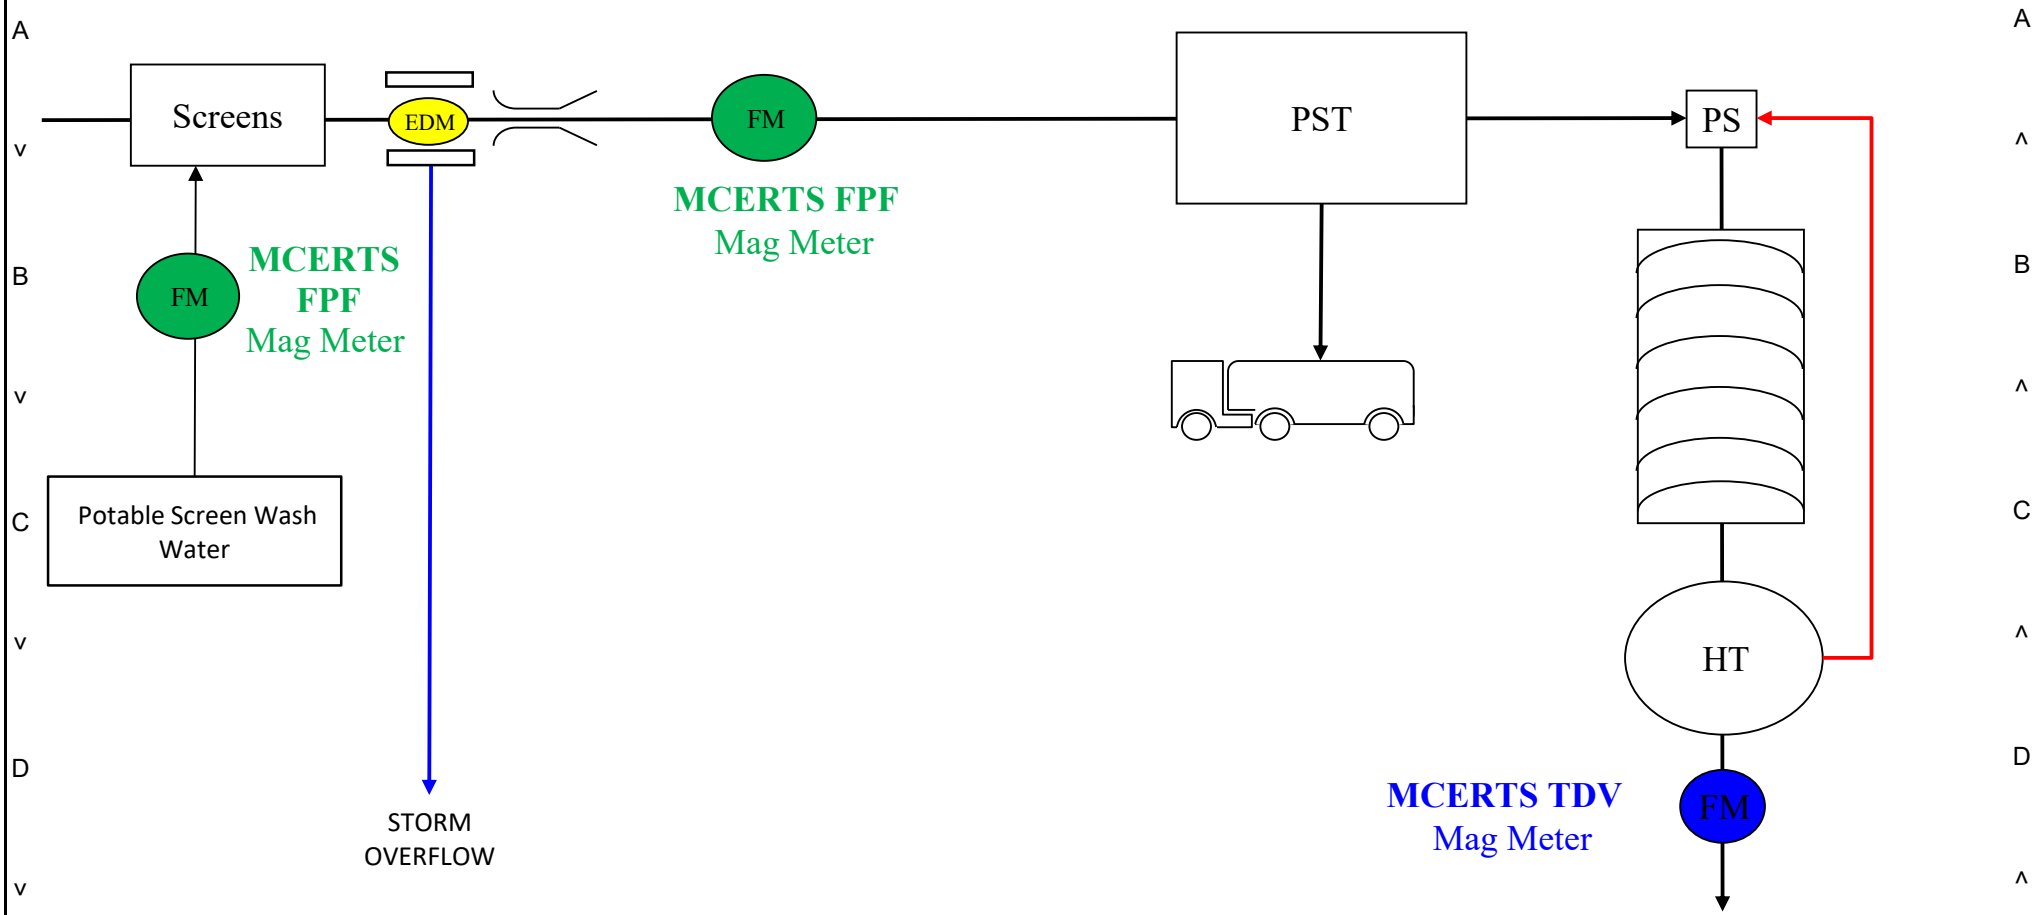 A
A
Screens
EDM
FM
PST
PS
v
^
MCERTS FPF
Mag Meter
B
B
FM
MCERTS
FPF
Mag Meter
v
^
C
C
Potable Screen Wash
Water
v
^
HT
D
D
MCERTS TDV
Mag Meter
FM
STORM
OVERFLOW
v
^